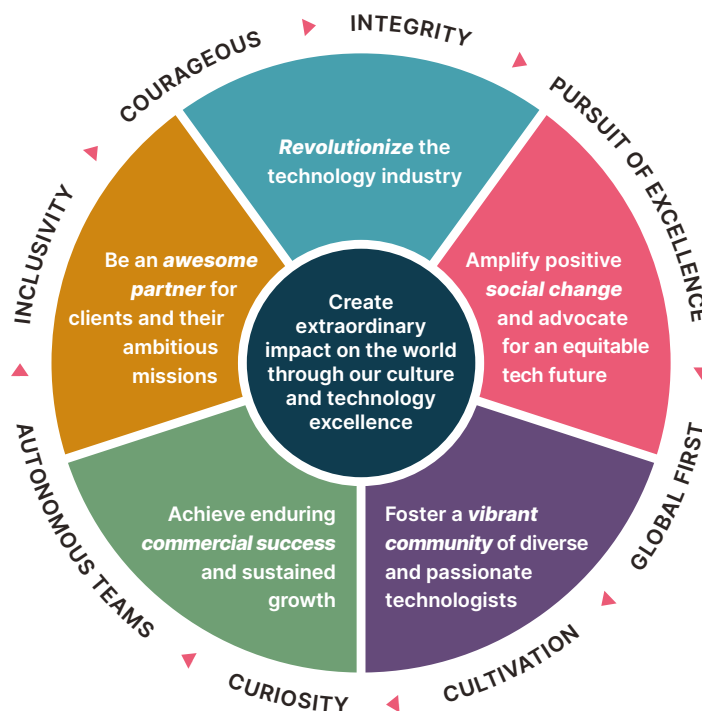 INTEGRITY
PURSUIT OF EXCELLENCE
GLOBAL FIRST
CULTIVATION
CURIOSITY
AUTONOMOUS TEAMS
INCLUSIVITY
COURAGEOUS
Revolutionize the
technology industry
Amplify positive
social change
and advocate
for an equitable
tech future
Foster a vibrant
community of diverse
and passionate
technologists
Achieve enduring
commercial success
and sustained
growth
Be an awesome
partner for
clients and their
ambitious
missions
Create
extraordinary
impact on the world
through our culture
and technology
excellence